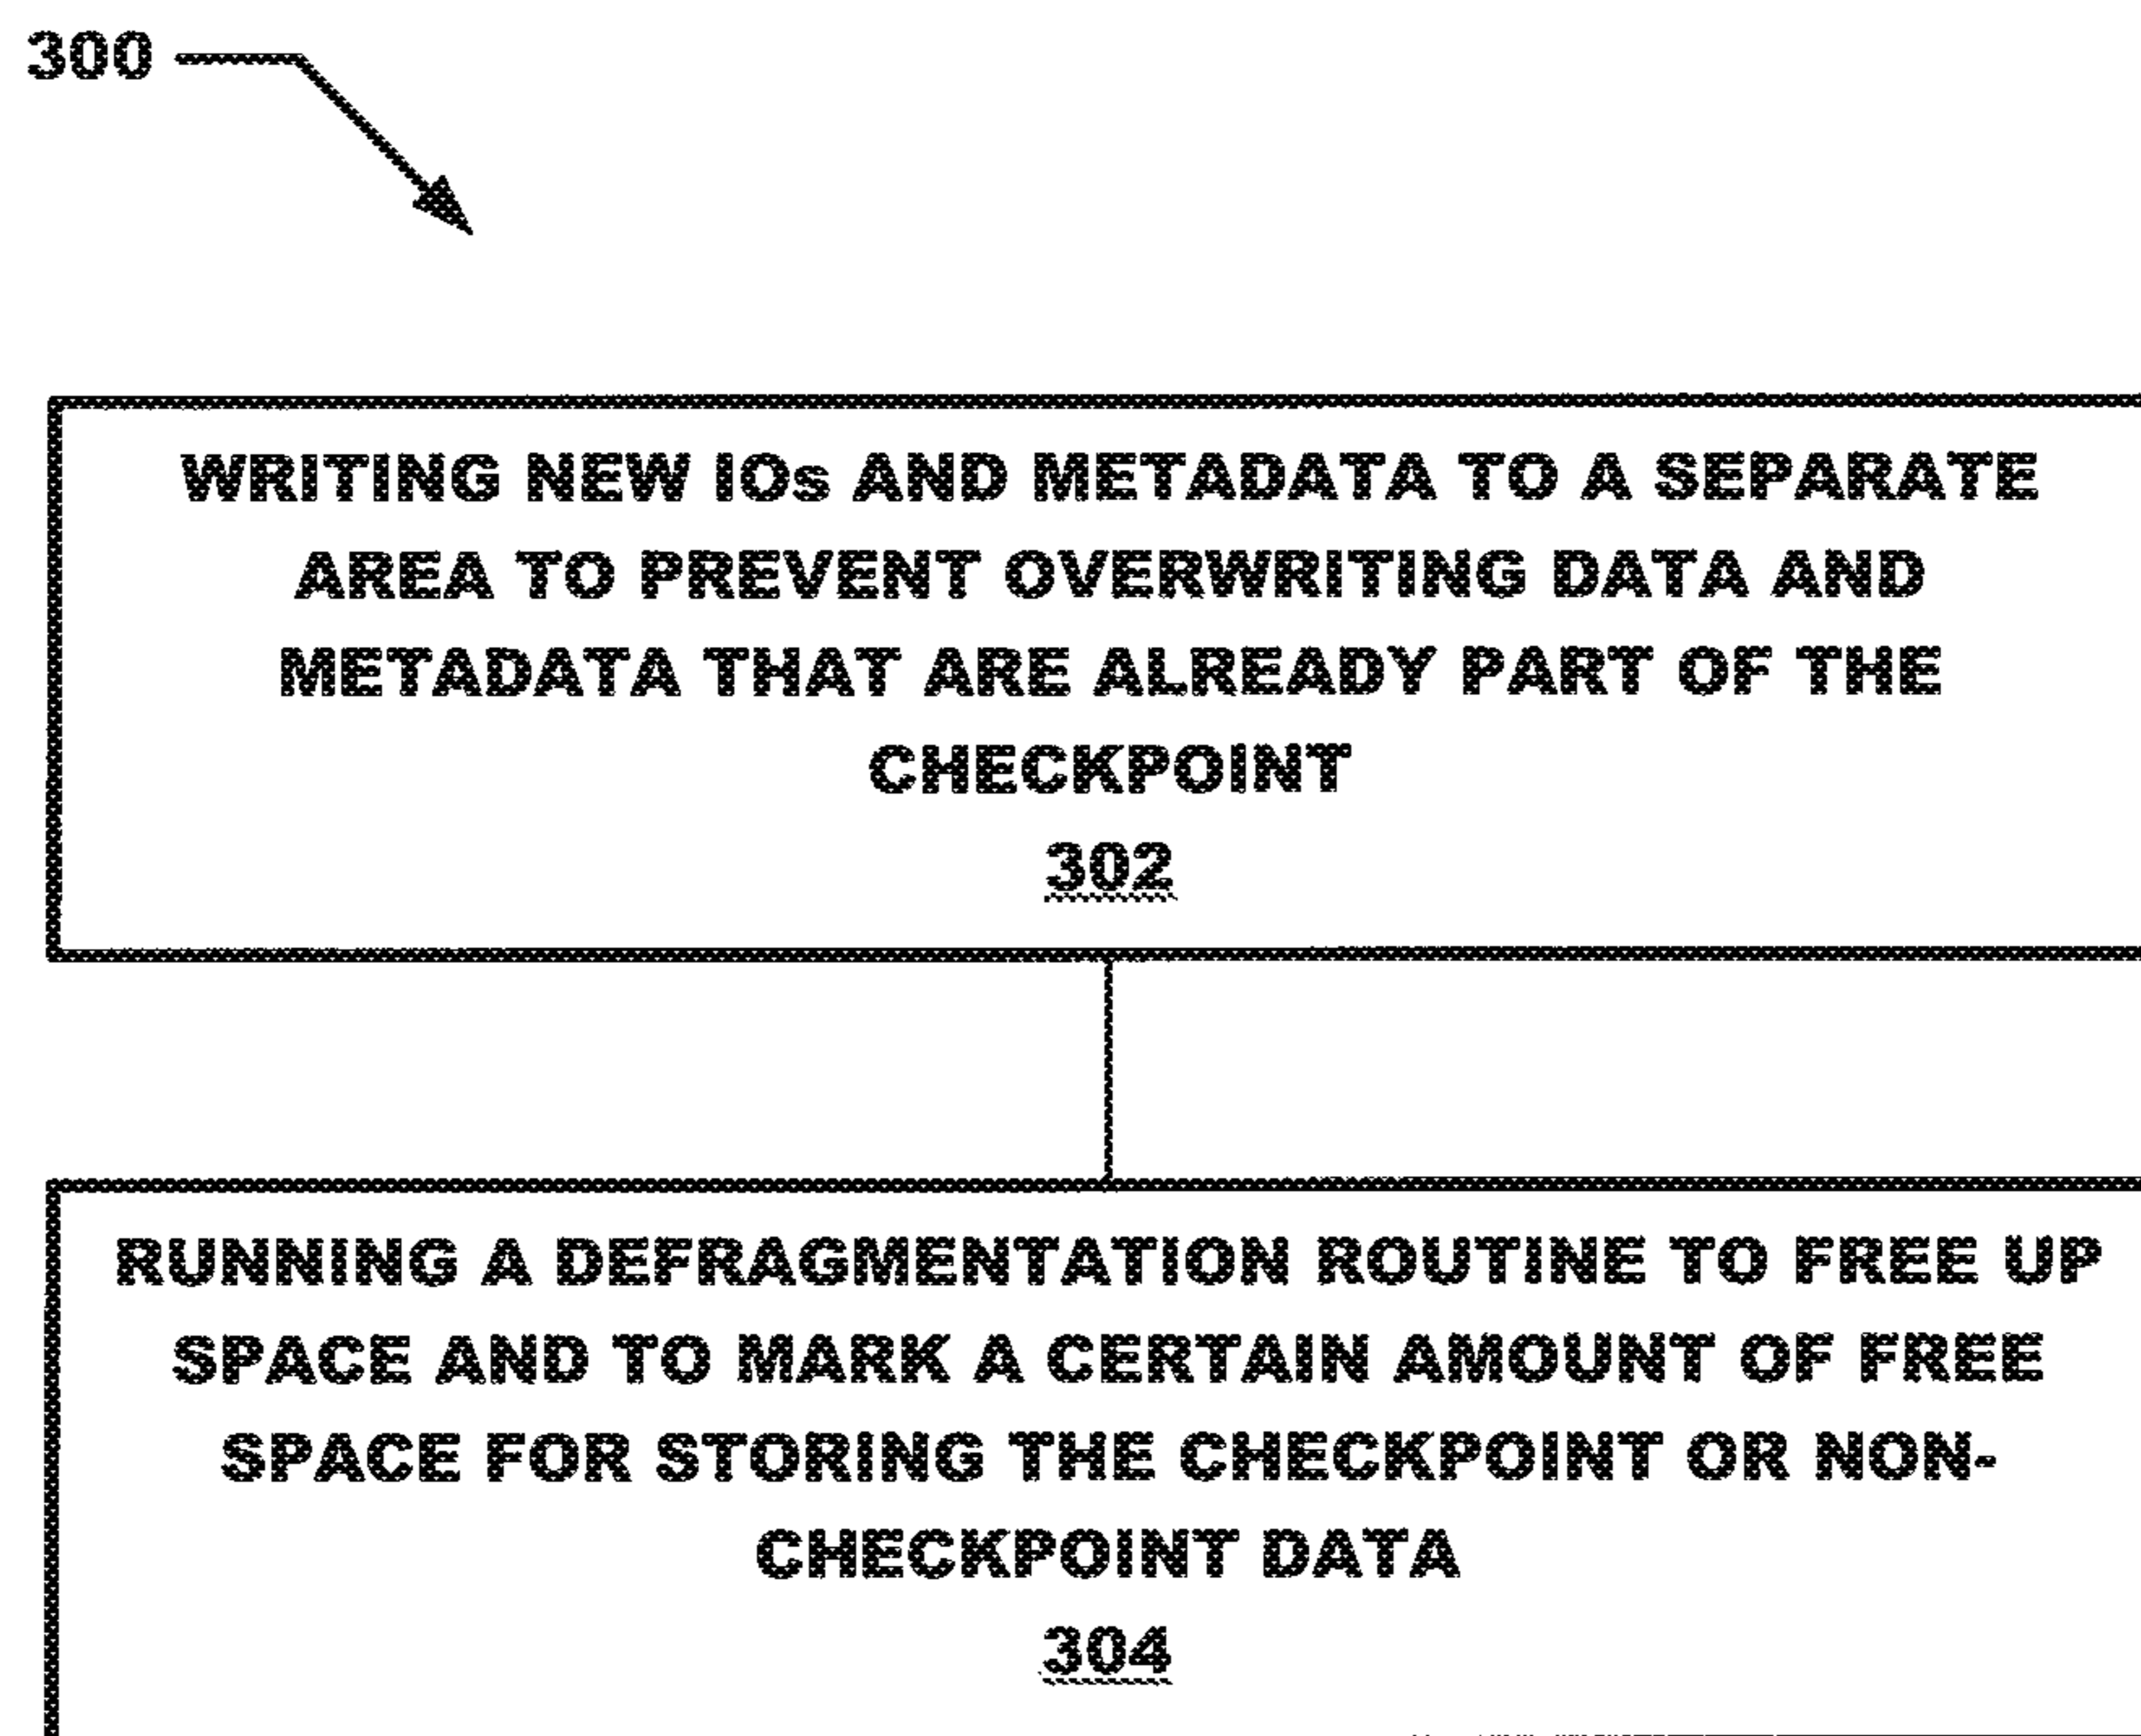 300
WRITING NEW IOs AND METADATA TO A SEPARATE
AREA TO PREVENT OVERWRITING DATA AND
METADATA THAT ARE ALREADY PART OF THE
CHECKPOINT
302
RUNNING A DEFRAGMENTATION ROUTINE TO FREE UP
SPACE AND TO MARK A CERTAIN AMOUNT OF FREE
SPACE FOR STORING THE CHECKPOINT OR NON-
CHECKPOINT DATA
304